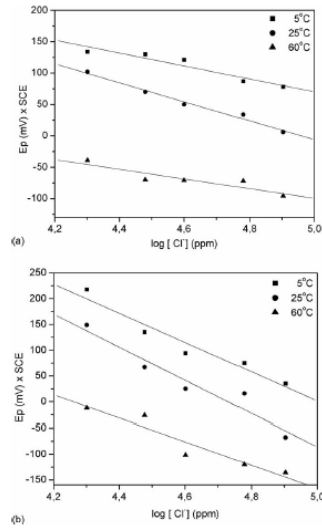 200
150
100
50
0
-50
-100
Ep (mV) x SCE
5°C
25°C
60°C
4,2 4,4 4,6 4,8 5,0
log [ Cl⁻] (ppm)
(a)
250
200
150
100
50
0
-50
-100
-150
Ep (mV) x SCE
5°C
25°C
60°C
4,2 4,4 4,6 4,8 5,0
log [ Cl⁻] (ppm)
(b)